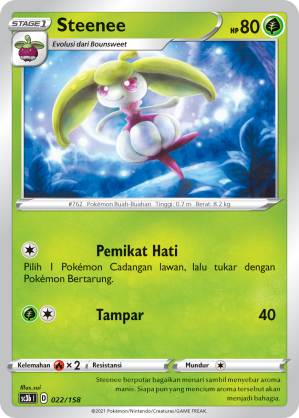 STAGE 1 Steenee HP 80
Evolusi dari Bounsweet
#762 Pokémon Buah-Buahan Tinggi: 0.7 m Berat: 8.2 kg
Pemikat Hati
Pilih 1 Pokémon Cadangan lawan, lalu tukar dengan
Pokémon Bertarung.
Tampar 40
Kelemahan ×2 Resistansi Mundur
Illus. sui
sc3b I D 022/158
Steenee berputar bagaikan menari sambil menyebar aroma
manis. Siapa pun yang mencium aroma tersebut akan
menjadi bahagia.
©2021 Pokémon/Nintendo/Creatures/GAME FREAK.